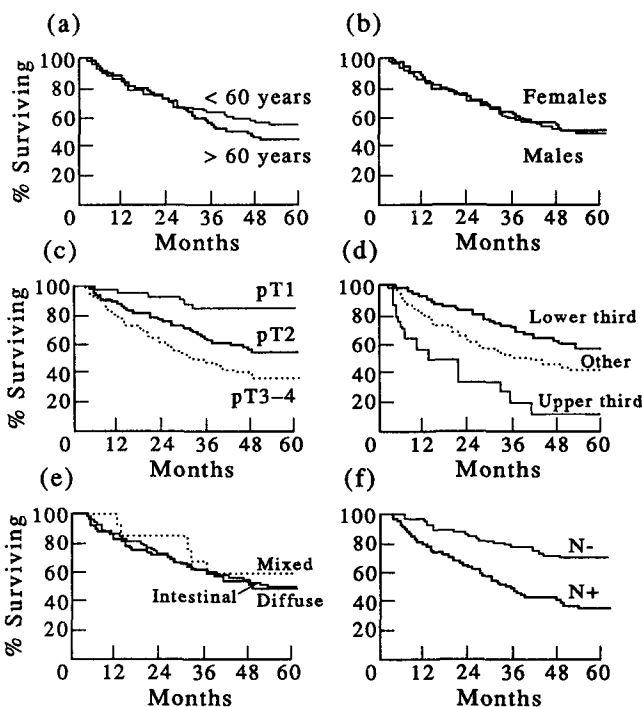 (a)
100
80
60
40
20
0
% Surviving
< 60 years
> 60 years
12 24 36 48 60
Months
(b)
100
80
60
40
20
0
Females
Males
12 24 36 48 60
Months
(c)
100
80
60
40
20
0
% Surviving
pT1
pT2
pT3-4
12 24 36 48 60
Months
(d)
100
80
60
40
20
0
Lower third
Other
Upper third
12 24 36 48 60
Months
(e)
100
80
60
40
20
0
% Surviving
Mixed
Intestinal
Diffuse
12 24 36 48 60
Months
(f)
100
80
60
40
20
0
N-
N+
12 24 36 48 60
Months